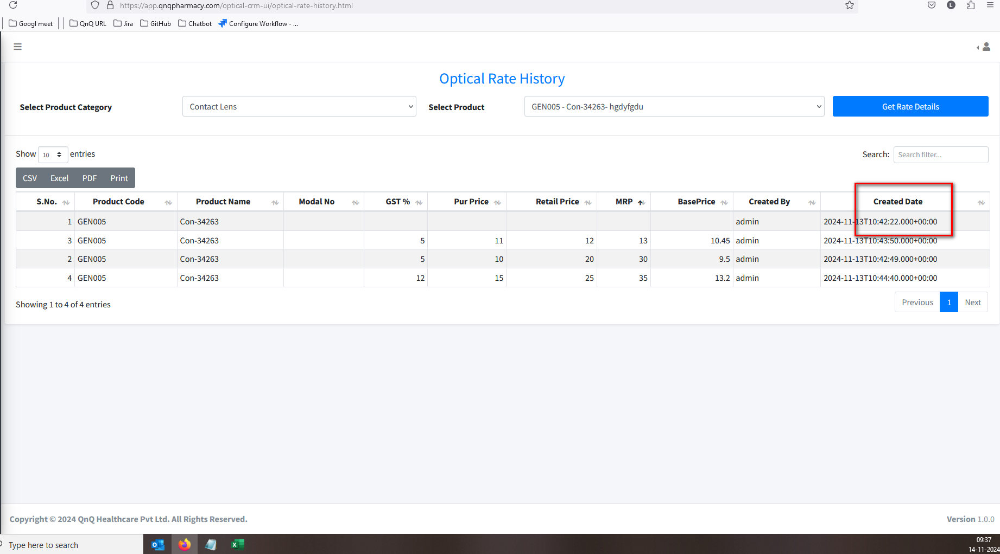 https://app.qnqpharmacy.com/optical-crm-ui/optical-rate-history.html
L
Googl meet QnQ URL Jira GitHub Chatbot Configure Workflow - ...
Optical Rate History
Select Product Category Contact Lens Select Product GEN005 - Con-34263- hgdyfgdu Get Rate Details
Show 10 entries Search: Search filter...
CSV Excel PDF Print
S.No. Product Code Product Name Modal No GST % Pur Price Retail Price MRP BasePrice Created By Created Date
1 GEN005 Con-34263 admin 2024-11-13T10:42:22.000+00:00
3 GEN005 Con-34263 5 11 12 13 10.45 admin 2024-11-13T10:43:50.000+00:00
2 GEN005 Con-34263 5 10 20 30 9.5 admin 2024-11-13T10:42:49.000+00:00
4 GEN005 Con-34263 12 15 25 35 13.2 admin 2024-11-13T10:44:40.000+00:00
Showing 1 to 4 of 4 entries Previous 1 Next
Copyright © 2024 QnQ Healthcare Pvt Ltd. All Rights Reserved. Version 1.0.0
Type here to search 09:37
14-11-2024